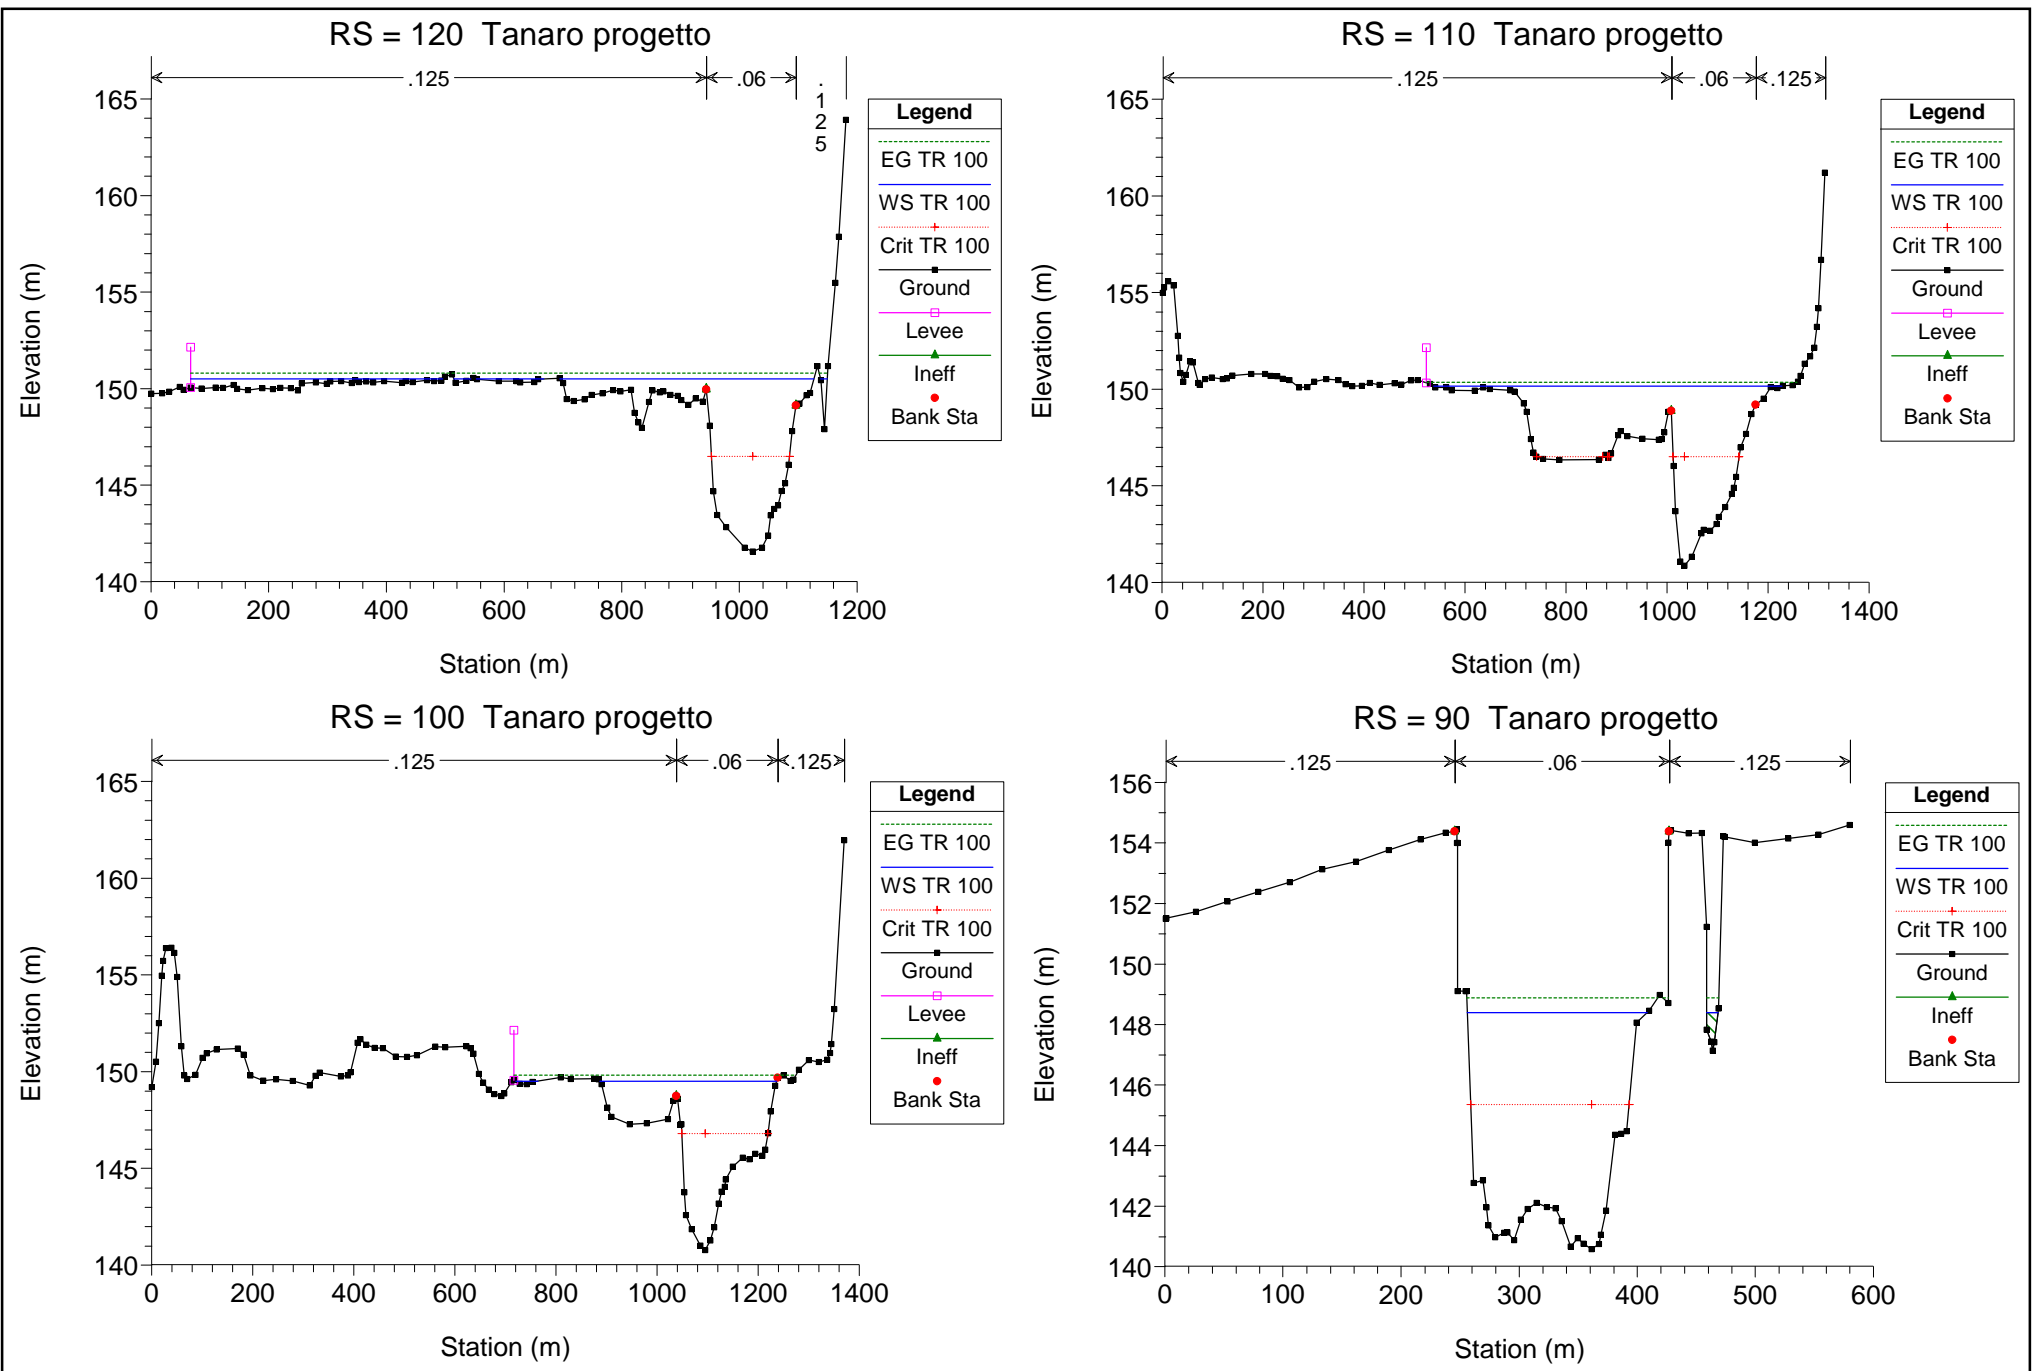 RS = 120 Tanaro progetto
.125
.06
.125
165
160
155
150
145
140
0 200 400 600 800 1000 1200
Elevation (m)
Station (m)
Legend
EG TR 100
WS TR 100
Crit TR 100
Ground
Levee
Ineff
Bank Sta
RS = 110 Tanaro progetto
.125
.06
.125
165
160
155
150
145
140
0 200 400 600 800 1000 1200 1400
Elevation (m)
Station (m)
Legend
EG TR 100
WS TR 100
Crit TR 100
Ground
Levee
Ineff
Bank Sta
RS = 100 Tanaro progetto
.125
.06
.125
165
160
155
150
145
140
0 200 400 600 800 1000 1200 1400
Elevation (m)
Station (m)
Legend
EG TR 100
WS TR 100
Crit TR 100
Ground
Levee
Ineff
Bank Sta
RS = 90 Tanaro progetto
.125
.06
.125
156
154
152
150
148
146
144
142
140
0 100 200 300 400 500 600
Elevation (m)
Station (m)
Legend
EG TR 100
WS TR 100
Crit TR 100
Ground
Ineff
Bank Sta